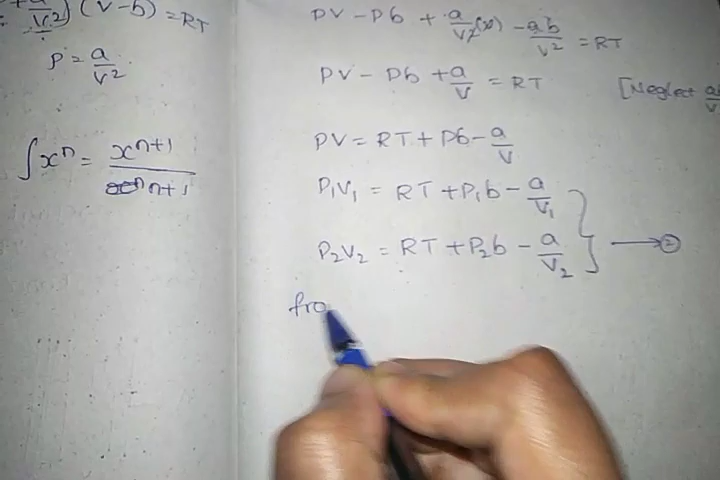 a/v²) (v-b) = RT
P = a/v²
∫xⁿ = xⁿ⁺¹/n+1
PV - Pb + a/V²(V) - ab/V² = RT
PV - Pb + a/V = RT [Neglect
PV = RT + Pb - a/V
P₁V₁ = RT + P₁b - a/V₁
P₂V₂ = RT + P₂b - a/V₂ → ②
fro